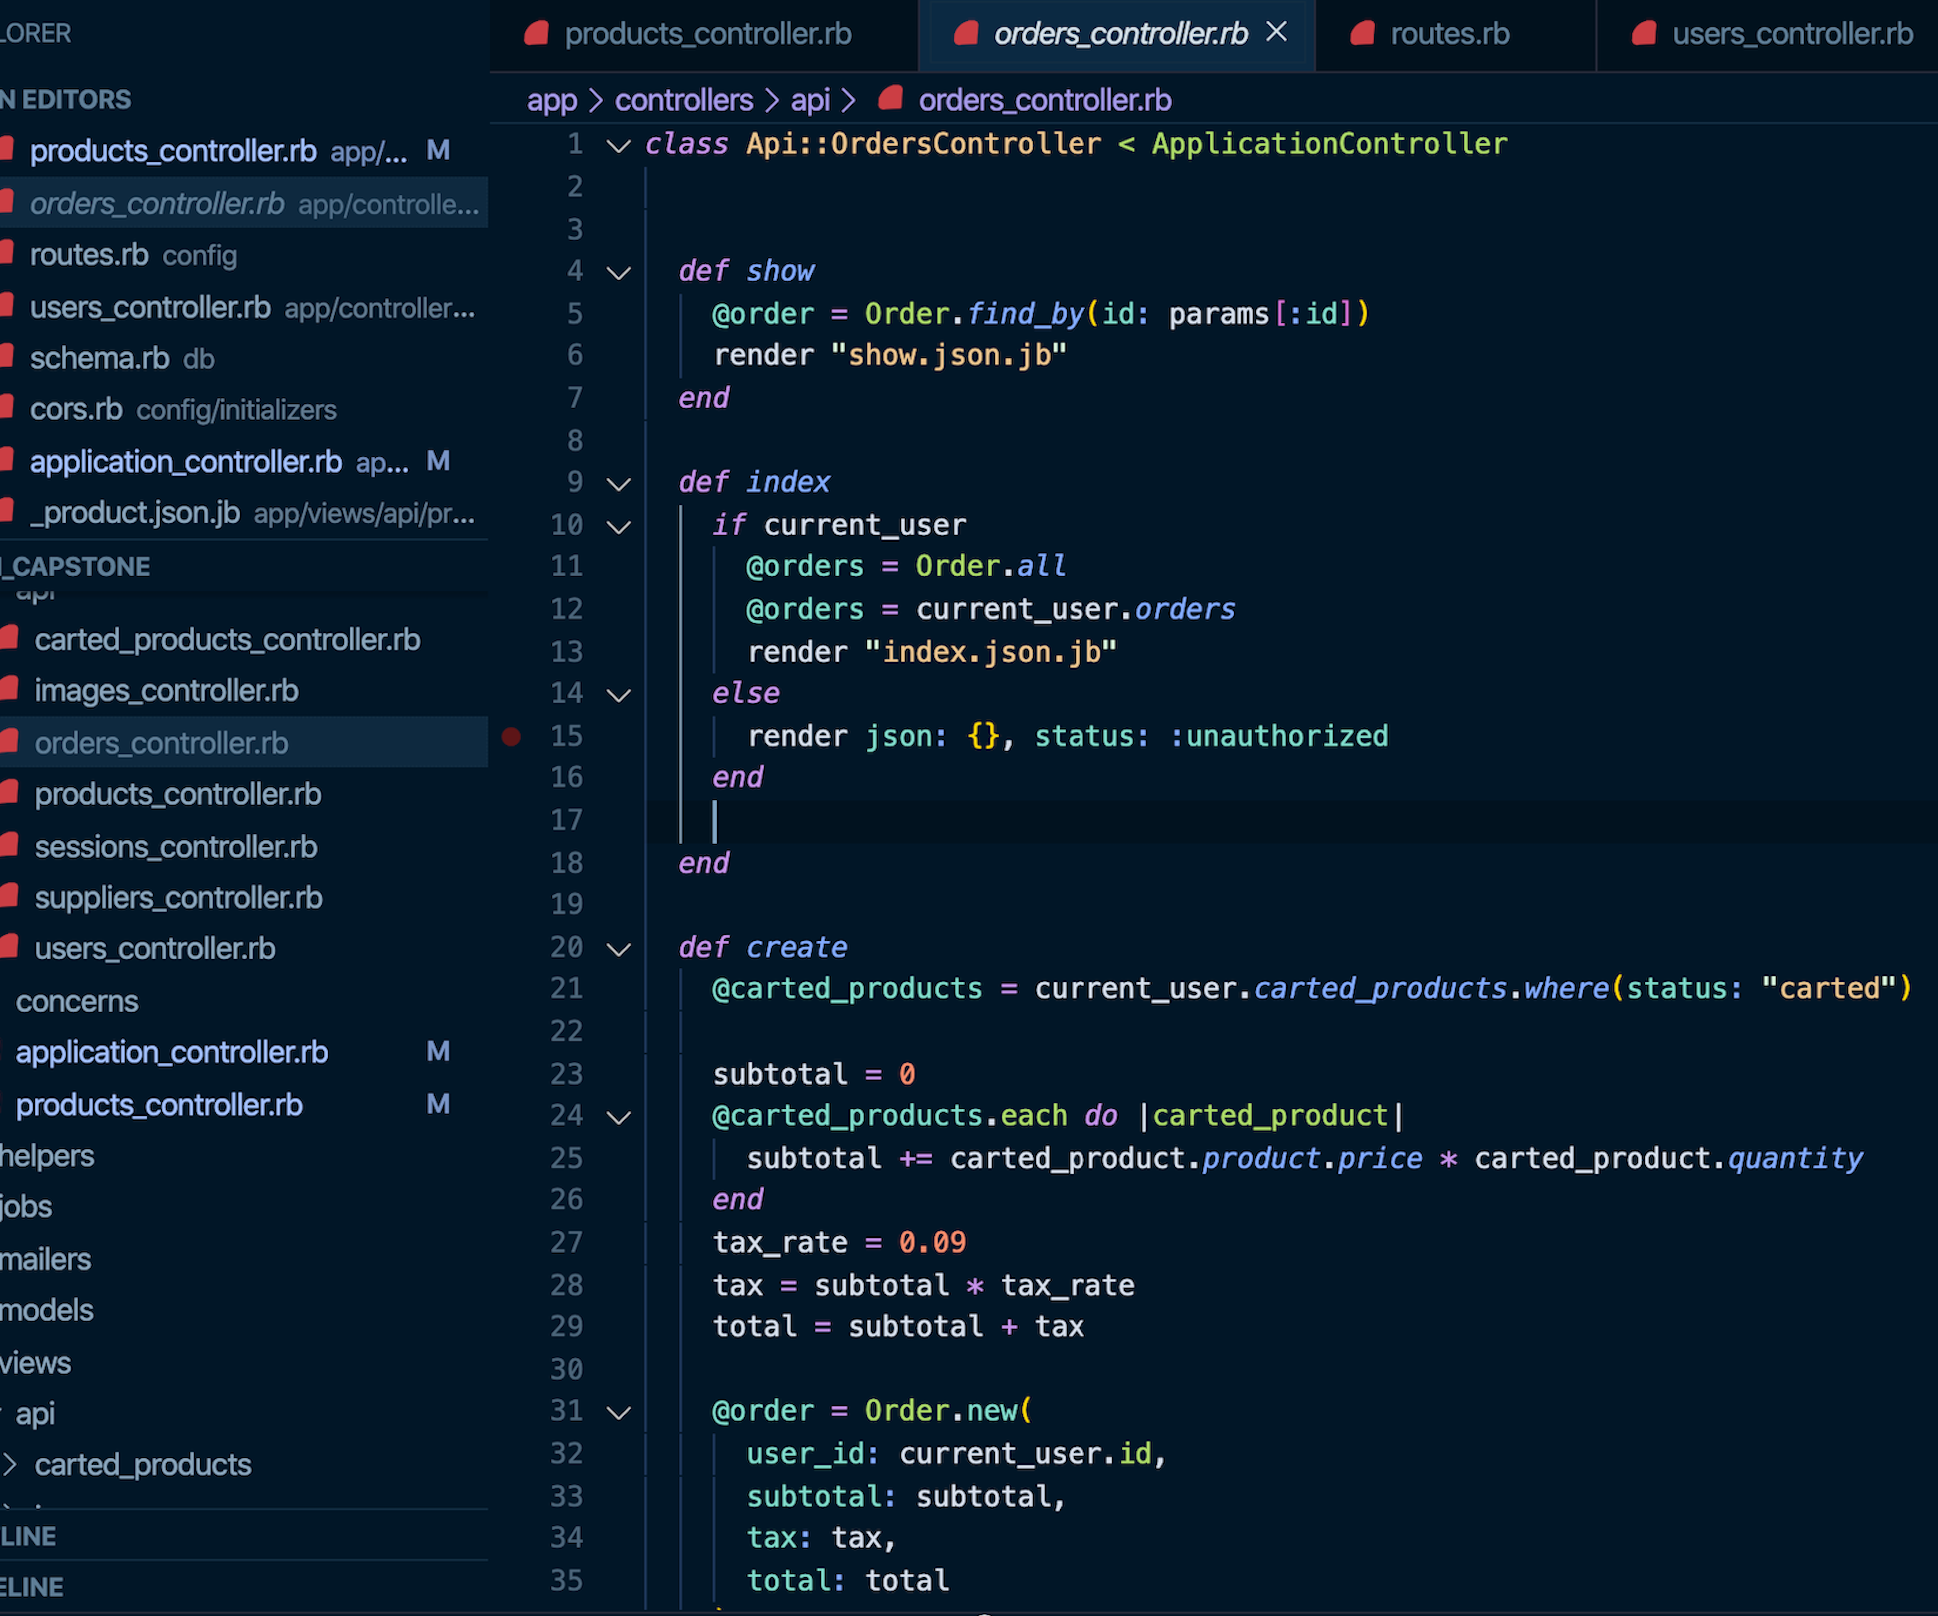 LORER
N EDITORS
products_controller.rb app/... M
orders_controller.rb app/controlle...
routes.rb config
users_controller.rb app/controller...
schema.rb db
cors.rb config/initializers
application_controller.rb ap... M
_product.json.jb app/views/api/pr...
_CAPSTONE
api
carted_products_controller.rb
images_controller.rb
orders_controller.rb
products_controller.rb
sessions_controller.rb
suppliers_controller.rb
users_controller.rb
concerns
application_controller.rb M
products_controller.rb M
helpers
jobs
mailers
models
views
api
carted_products
LINE
ELINE
products_controller.rb orders_controller.rb routes.rb users_controller.rb
app > controllers > api > orders_controller.rb
1 class Api::OrdersController < ApplicationController
2
3
4 def show
5 @order = Order.find_by(id: params[:id])
6 render "show.json.jb"
7 end
8
9 def index
10 if current_user
11 @orders = Order.all
12 @orders = current_user.orders
13 render "index.json.jb"
14 else
15 render json: {}, status: :unauthorized
16 end
17
18 end
19
20 def create
21 @carted_products = current_user.carted_products.where(status: "carted")
22
23 subtotal = 0
24 @carted_products.each do |carted_product|
25 subtotal += carted_product.product.price * carted_product.quantity
26 end
27 tax_rate = 0.09
28 tax = subtotal * tax_rate
29 total = subtotal + tax
30
31 @order = Order.new(
32 user_id: current_user.id,
33 subtotal: subtotal,
34 tax: tax,
35 total: total